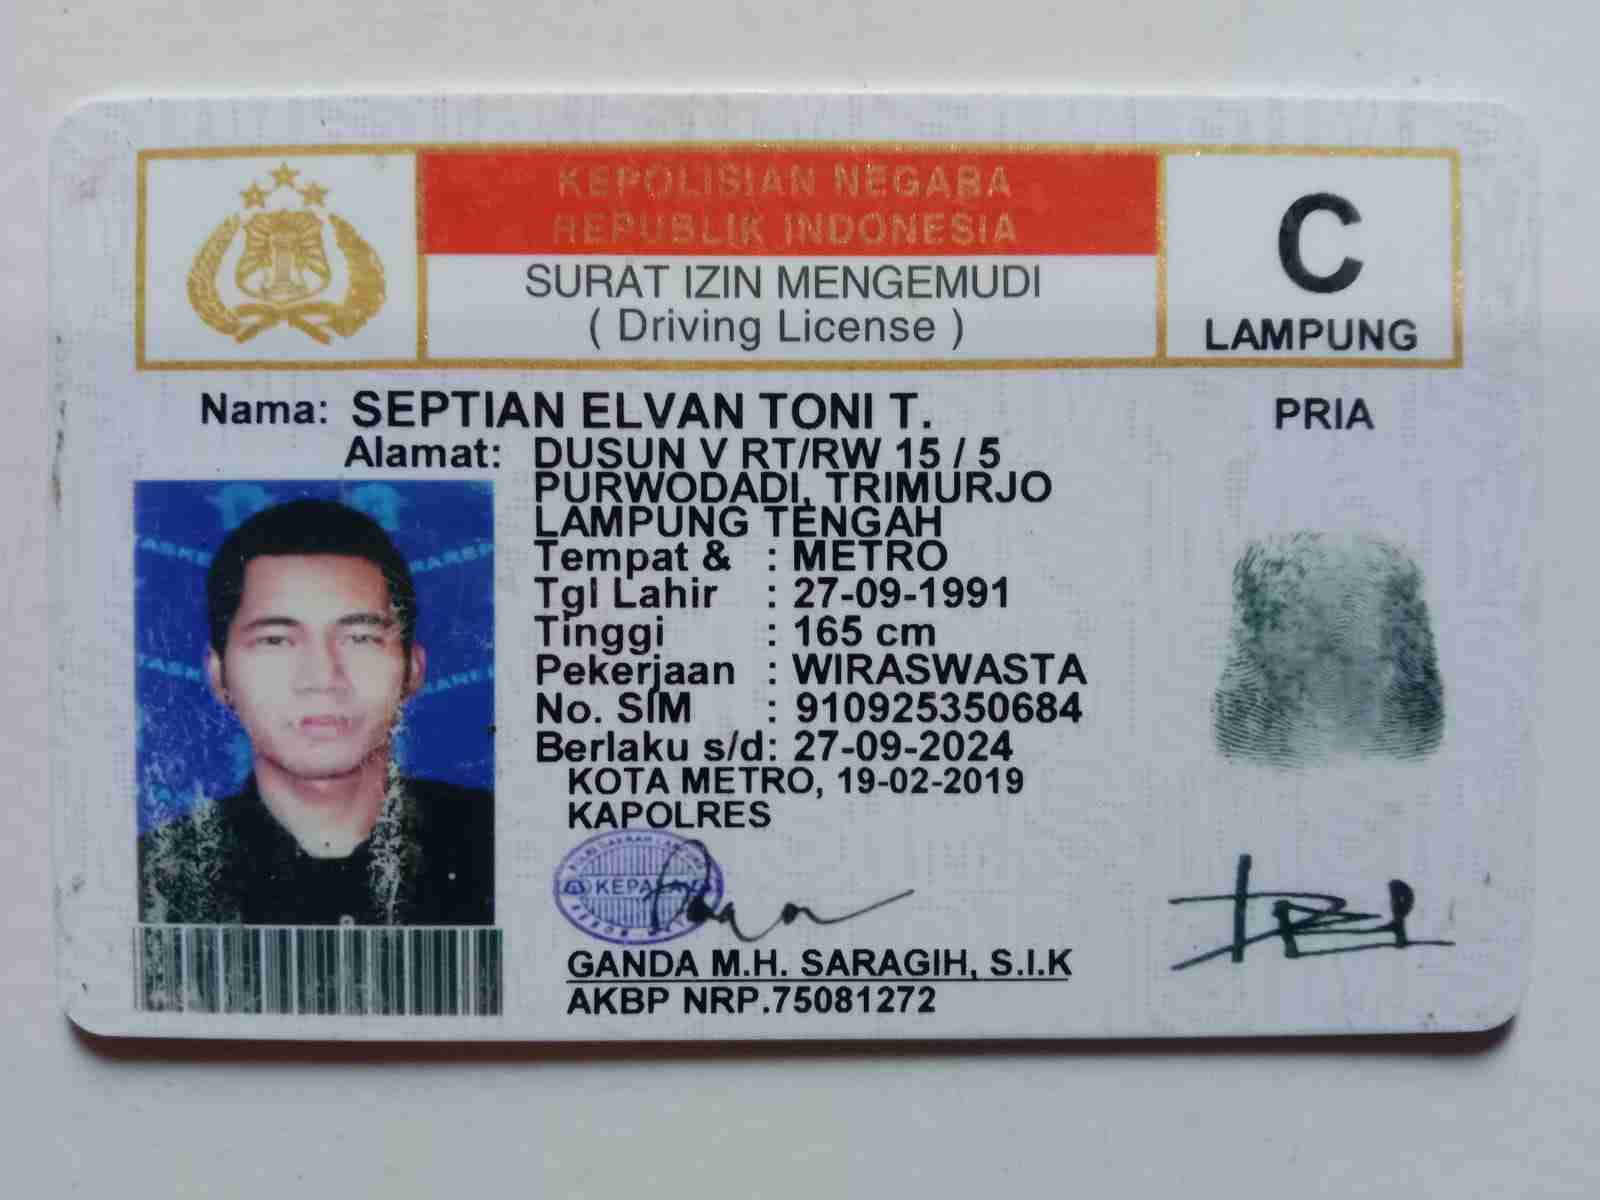 KEPOLISIAN NEGARA
REPUBLIK INDONESIA
SURAT IZIN MENGEMUDI
( Driving License )
C
LAMPUNG
Nama: SEPTIAN ELVAN TONI T.
PRIA
Alamat: DUSUN V RT/RW 15 / 5
PURWODADI, TRIMURJO
LAMPUNG TENGAH
Tempat & : METRO
Tgl Lahir : 27-09-1991
Tinggi : 165 cm
Pekerjaan : WIRASWASTA
No. SIM : 910925350684
Berlaku s/d: 27-09-2024
KOTA METRO, 19-02-2019
KAPOLRES
KEPALA
GANDA M.H. SARAGIH, S.I.K
AKBP NRP.75081272